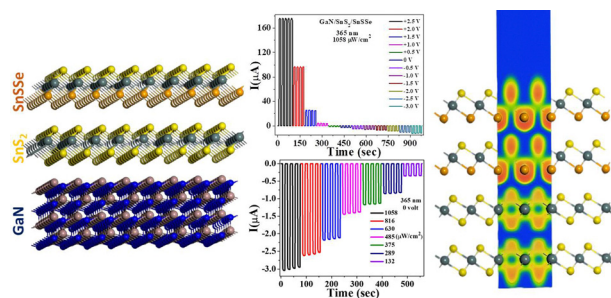 SnSSe
SnS₂
GaN
GaN/SnS₂/SnSSe
365 nm
1058 µW/cm²
+2.5 V
+2.0 V
+1.5 V
+1.0 V
+0.5 V
0 V
-0.5 V
-1.0 V
-1.5 V
-2.0 V
-2.5 V
-3.0 V
I(µA)
160
120
80
40
0
0 150 300 450 600 750 900
Time (sec)
365 nm
0 volt
1058
816
630
485(µW/cm²)
375
289
132
I(µA)
0.0
-0.5
-1.0
-1.5
-2.0
-2.5
-3.0
0 100 200 300 400 500
Time (sec)